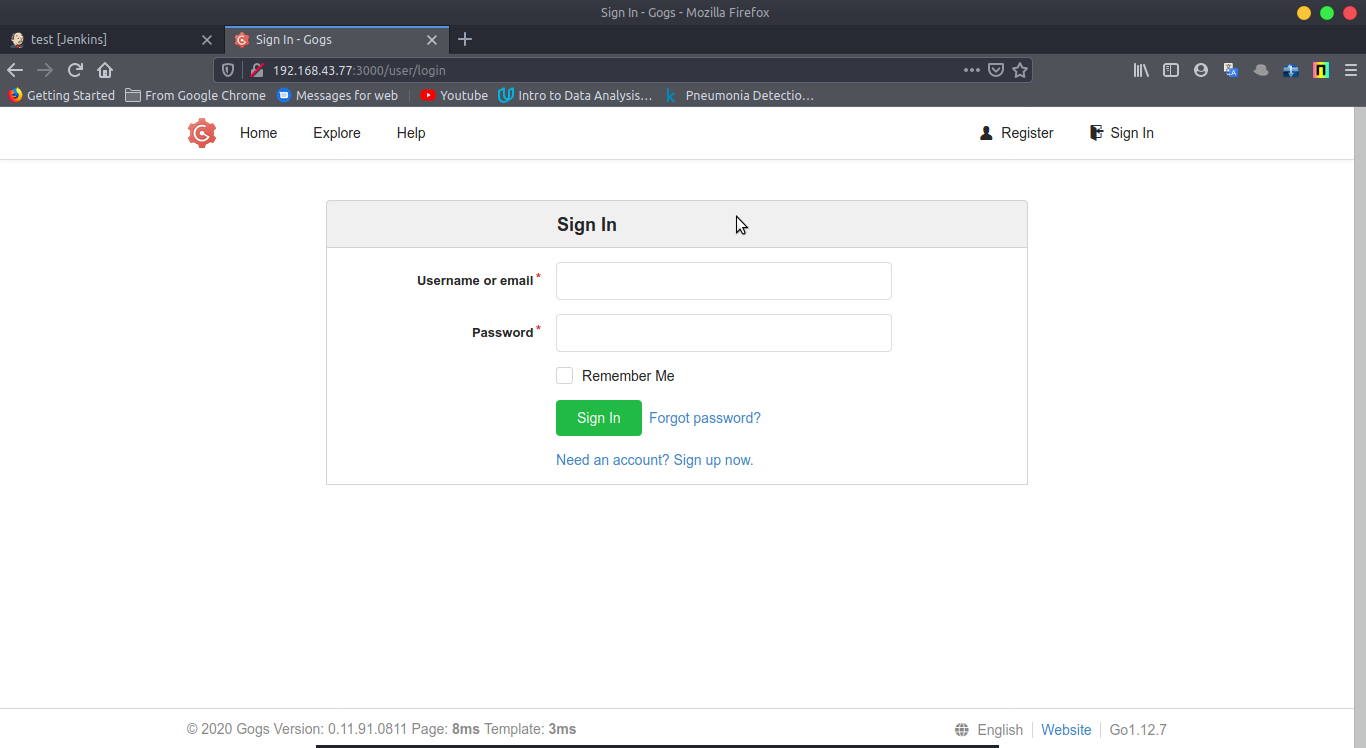 Sign In - Gogs - Mozilla Firefox
test [Jenkins] Sign In - Gogs
192.168.43.77:3000/user/login
Getting Started From Google Chrome Messages for web Youtube Intro to Data Analysis... Pneumonia Detectio...
Home Explore Help Register Sign In
Sign In
Username or email *
Password *
Remember Me
Sign In Forgot password?
Need an account? Sign up now.
© 2020 Gogs Version: 0.11.91.0811 Page: 8ms Template: 3ms English Website Go1.12.7